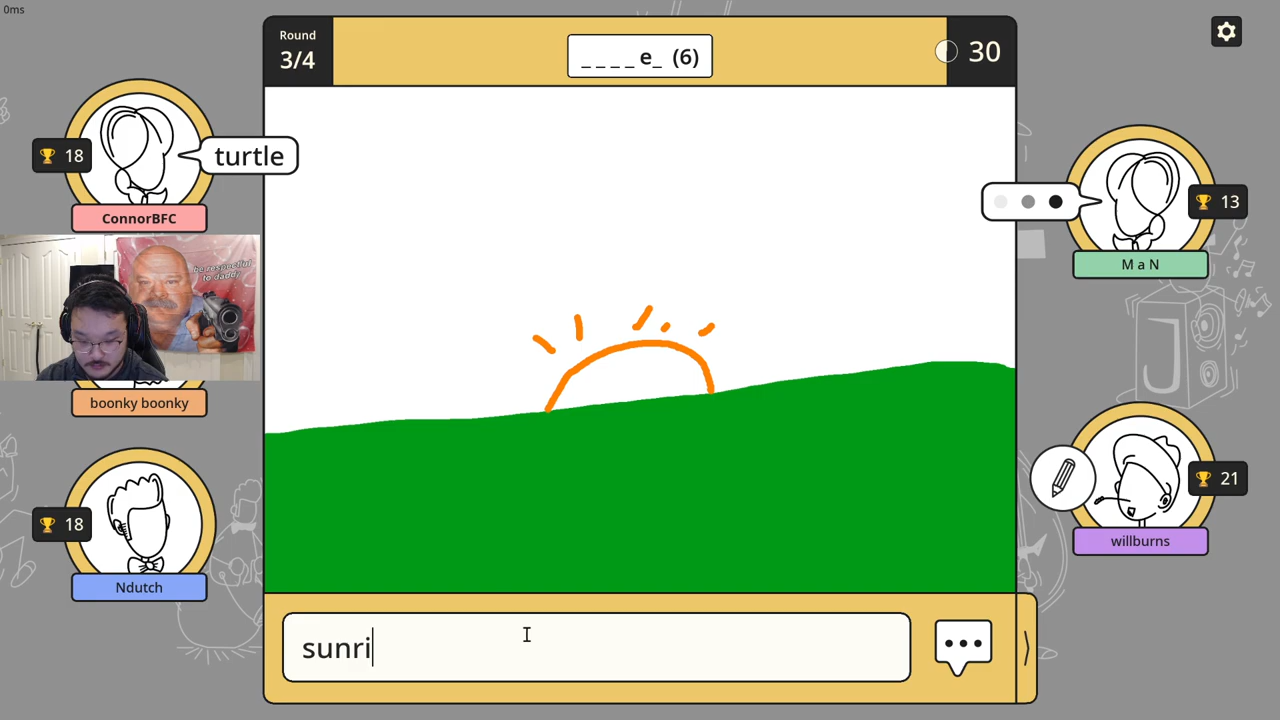 0ms
Round
3/4
_ _ _ _ e _ (6)
30
18
turtle
ConnorBFC
be respectful
to daddy
boonky boonky
18
Ndutch
13
M a N
21
willburns
sunri